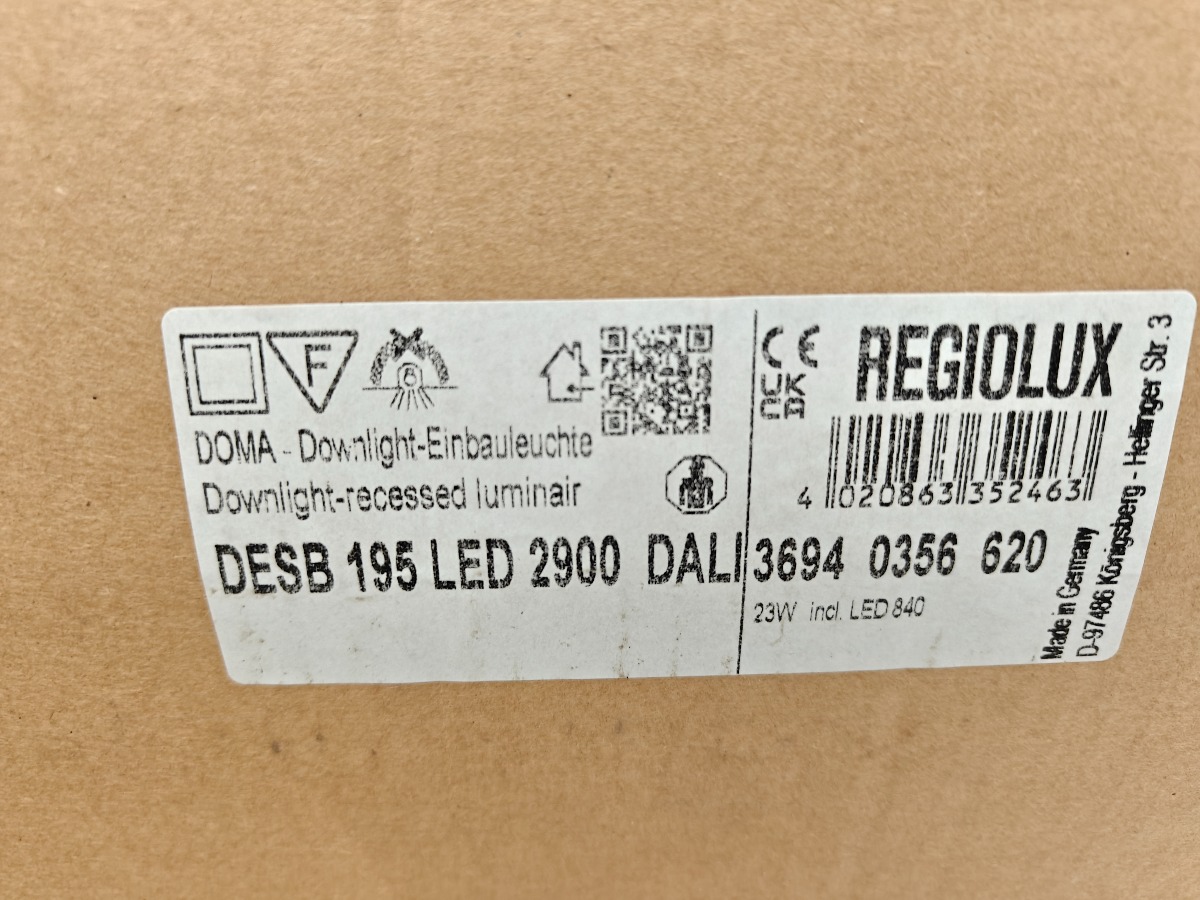 F
DOMA - Downlight-Einbauleuchte
Downlight-recessed luminair
DESB 195 LED 2900 DALI
CE
UK
CA
REGIOLUX
4 020863 352463
3694 0356 620
23W incl. LED 840
Made in Germany
D-97486 Königsberg - Hellinger Str. 3